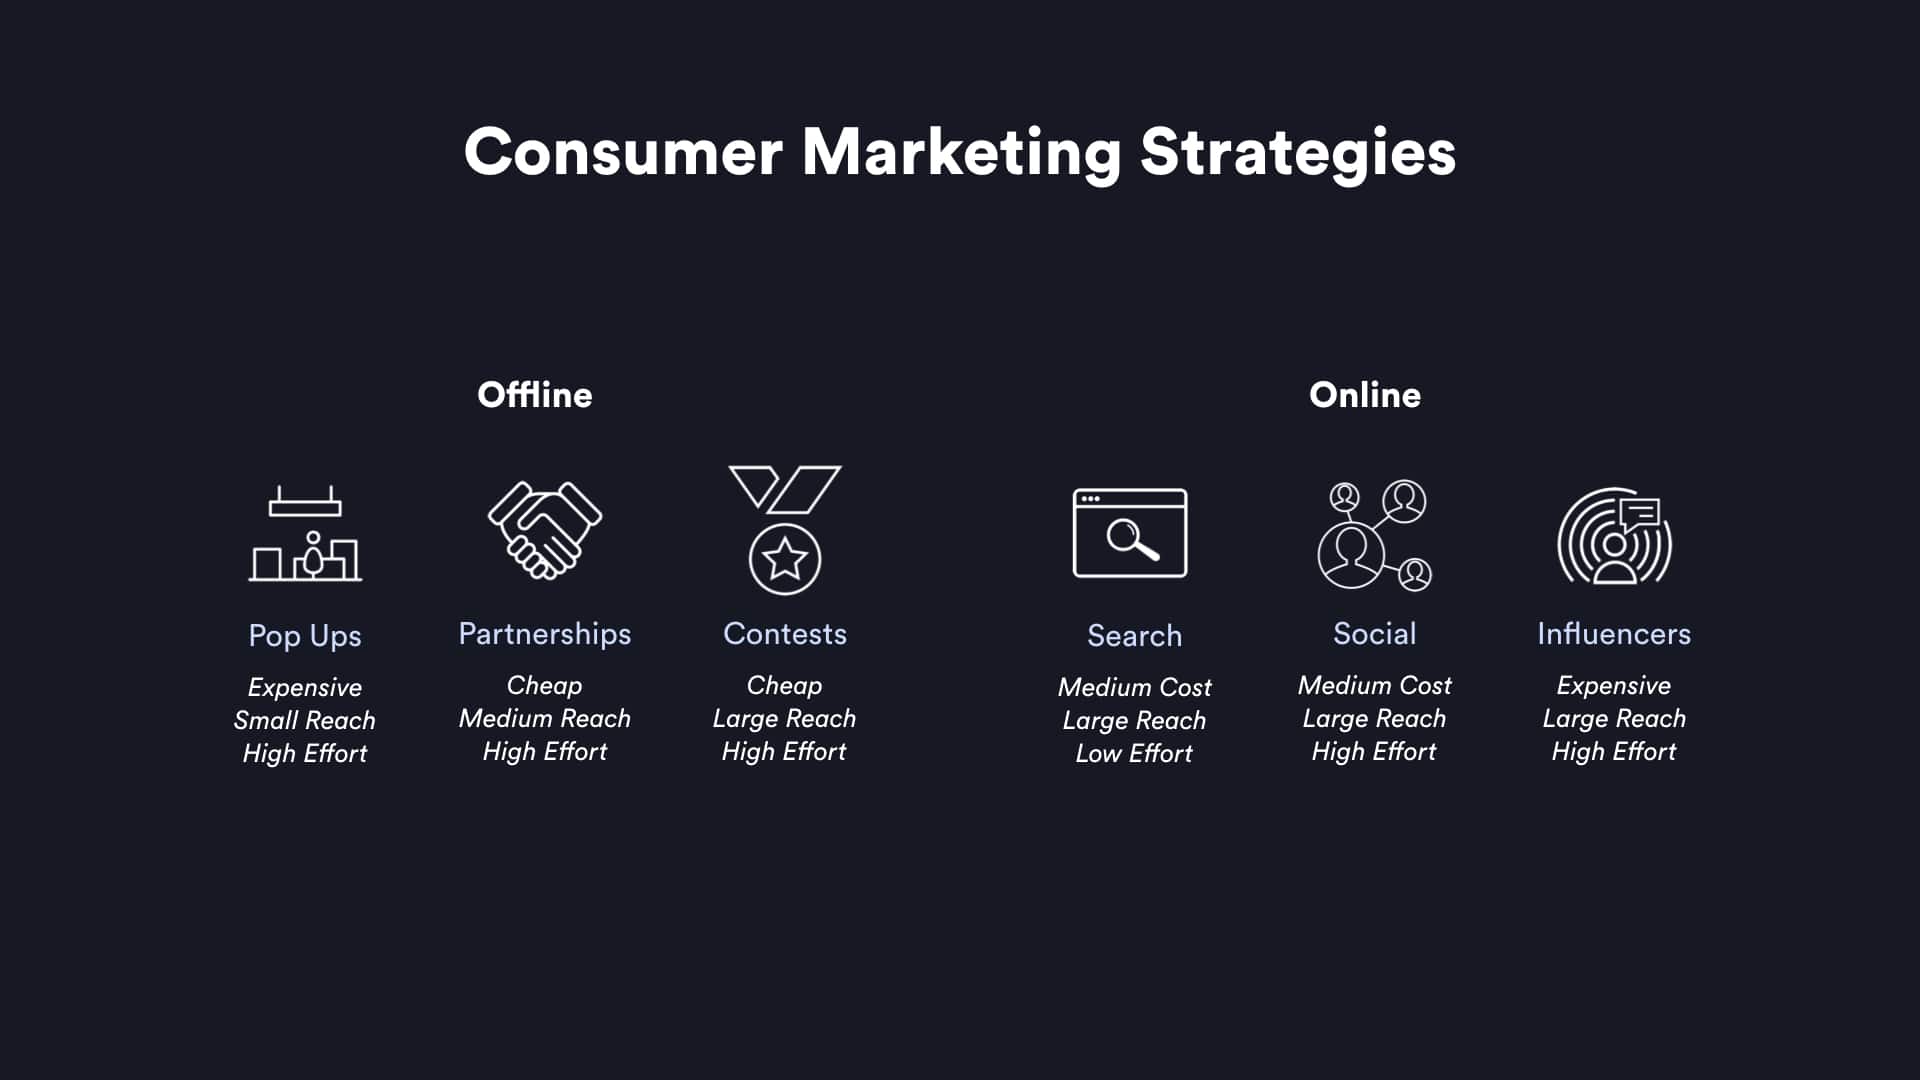 Consumer Marketing Strategies
Offline
Pop Ups
Expensive
Small Reach
High Effort
Partnerships
Cheap
Medium Reach
High Effort
Contests
Cheap
Large Reach
High Effort
Online
Search
Medium Cost
Large Reach
Low Effort
Social
Medium Cost
Large Reach
High Effort
Influencers
Expensive
Large Reach
High Effort